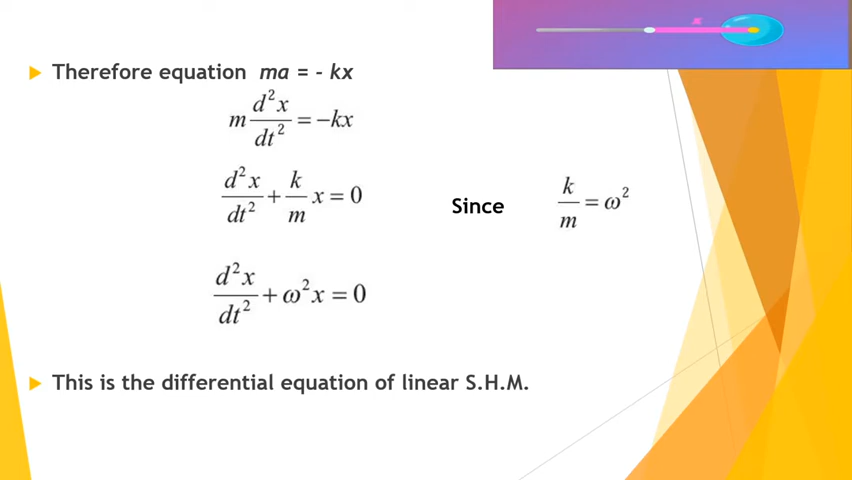 Therefore equation ma = - kx
m d²x/dt² = -kx
d²x/dt² + k/m x = 0
Since k/m = ω²
d²x/dt² + ω²x = 0
This is the differential equation of linear S.H.M.